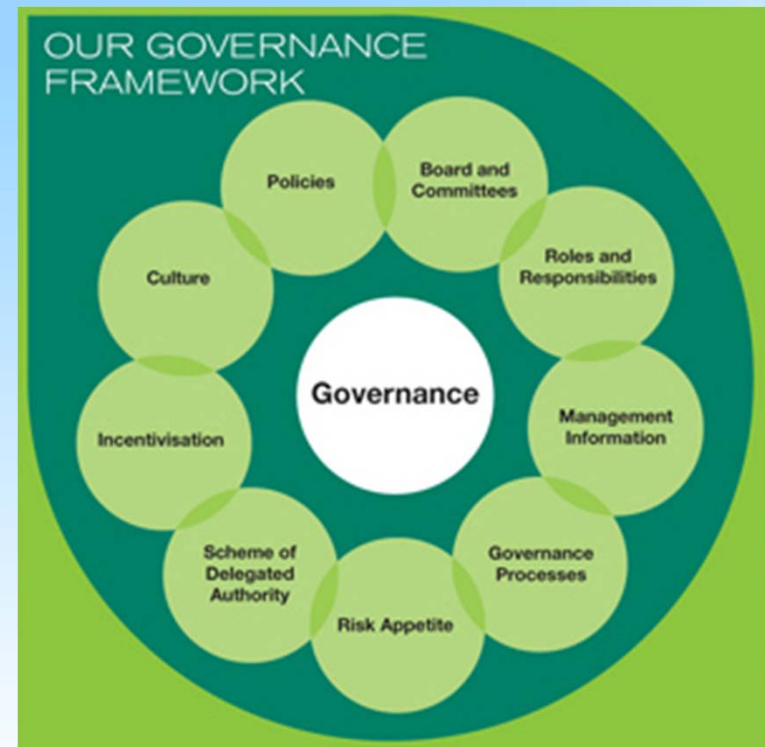 OUR GOVERNANCE
FRAMEWORK
Policies
Board and
Committees
Roles and
Responsibilities
Management
Information
Governance
Processes
Risk Appetite
Scheme of
Delegated
Authority
Incentivisation
Culture
Governance